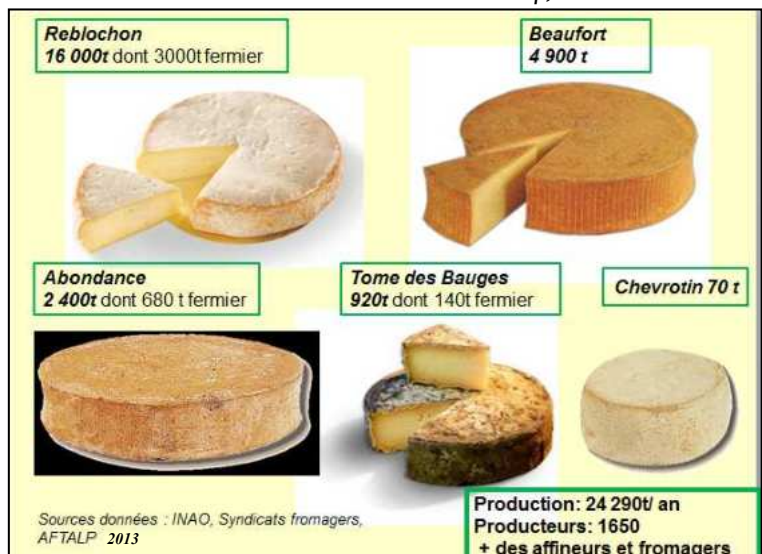 Reblochon
16 000t dont 3000t fermier
Beaufort
4 900 t
Abondance
2 400t dont 680 t fermier
Tome des Bauges
920t dont 140t fermier
Chevrotin 70 t
Sources données : INAO, Syndicats fromagers,
AFTALP 2013
Production: 24 290t/ an
Producteurs: 1650
+ des affineurs et fromagers